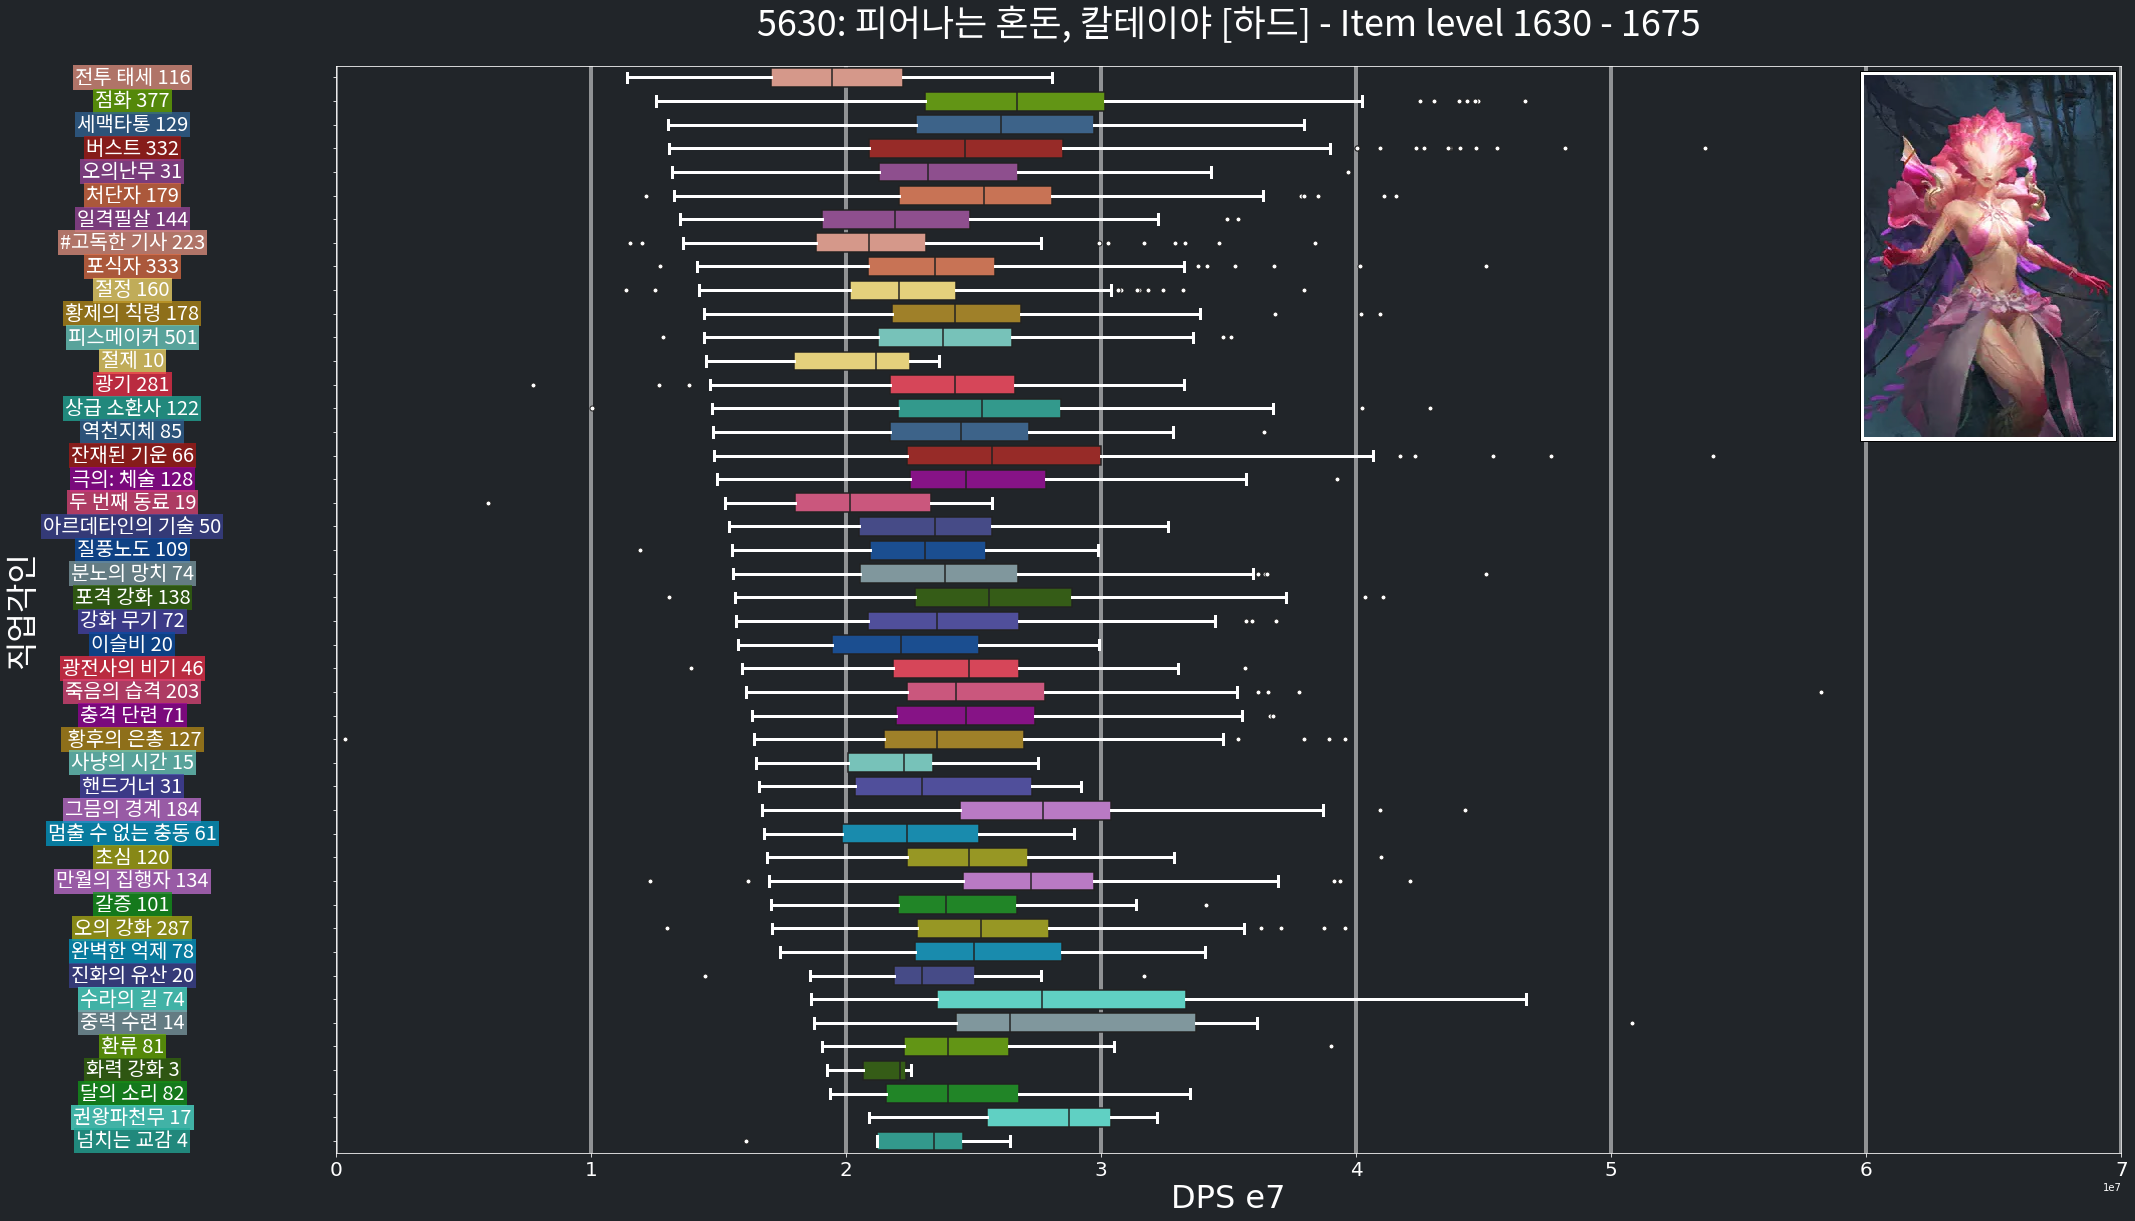 5630: 피어나는 혼돈, 칼테이야 [하드] - Item level 1630 - 1675
직업각인
전투 태세 116
점화 377
세맥타통 129
버스트 332
오의난무 31
처단자 179
일격필살 144
#고독한 기사 223
포식자 333
절정 160
황제의 칙령 178
피스메이커 501
절제 10
광기 281
상급 소환사 122
역천지체 85
잔재된 기운 66
극의: 체술 128
두 번째 동료 19
아르데타인의 기술 50
질풍노도 109
분노의 망치 74
포격 강화 138
강화 무기 72
이슬비 20
광전사의 비기 46
죽음의 습격 203
충격 단련 71
황후의 은총 127
사냥의 시간 15
핸드거너 31
그믐의 경계 184
멈출 수 없는 충동 61
초심 120
만월의 집행자 134
갈증 101
오의 강화 287
완벽한 억제 78
진화의 유산 20
수라의 길 74
중력 수련 14
환류 81
화력 강화 3
달의 소리 82
권왕파천무 17
넘치는 교감 4
0 1 2 3 4 5 6 7
1e7
DPS e7